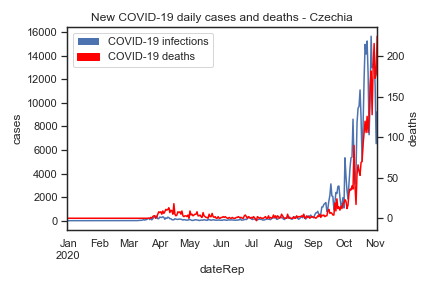 New COVID-19 daily cases and deaths - Czechia
16000
14000
12000
10000
8000
6000
4000
2000
0
cases
COVID-19 infections
COVID-19 deaths
200
150
100
50
0
deaths
Jan Feb Mar Apr May Jun Jul Aug Sep Oct Nov
2020
dateRep